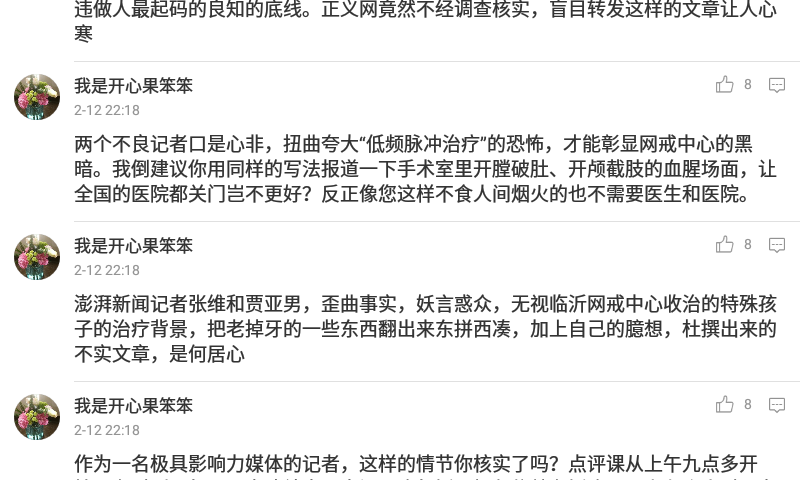 违做人最起码的良知的底线。正义网竟然不经调查核实，盲目转发这样的文章让人心
寒
我是开心果笨笨
8
2-12 22:18
两个不良记者口是心非，扭曲夸大“低频脉冲治疗”的恐怖，才能彰显网戒中心的黑
暗。我倒建议你用同样的写法报道一下手术室里开膛破肚、开颅截肢的血腥场面，让
全国的医院都关门岂不更好？反正像您这样不食人间烟火的也不需要医生和医院。
我是开心果笨笨
8
2-12 22:18
澎湃新闻记者张维和贾亚男，歪曲事实，妖言惑众，无视临沂网戒中心收治的特殊孩
子的治疗背景，把老掉牙的一些东西翻出来东拼西凑，加上自己的臆想，杜撰出来的
不实文章，是何居心
我是开心果笨笨
8
2-12 22:18
作为一名极具影响力媒体的记者，这样的情节你核实了吗？点评课从上午九点多开